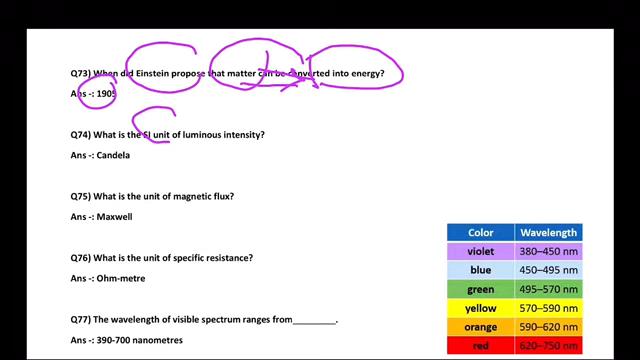 Q73) When did Einstein propose that matter can be converted into energy?
Ans -: 1905
Q74) What is the SI unit of luminous intensity?
Ans -: Candela
Q75) What is the unit of magnetic flux?
Ans -: Maxwell
Q76) What is the unit of specific resistance?
Ans -: Ohm-metre
Q77) The wavelength of visible spectrum ranges from_________.
Ans -: 390-700 nanometres
Color Wavelength
violet 380–450 nm
blue 450–495 nm
green 495–570 nm
yellow 570–590 nm
orange 590–620 nm
red 620–750 nm